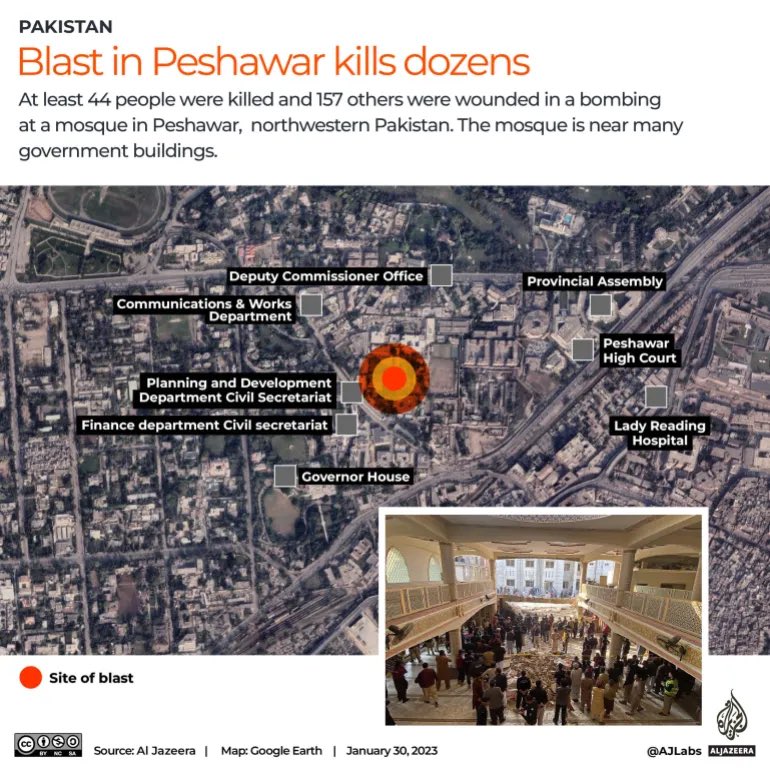 PAKISTAN
Blast in Peshawar kills dozens
At least 44 people were killed and 157 others were wounded in a bombing
at a mosque in Peshawar, northwestern Pakistan. The mosque is near many
government buildings.
Deputy Commissioner Office
Provincial Assembly
Communications & Works
Department
Peshawar
High Court
Planning and Development
Department Civil Secretariat
Finance department Civil secretariat
Lady Reading
Hospital
Governor House
Site of blast
CC BY NC SA
Source: Al Jazeera | Map: Google Earth | January 30, 2023
@AJLabs
ALJAZEERA